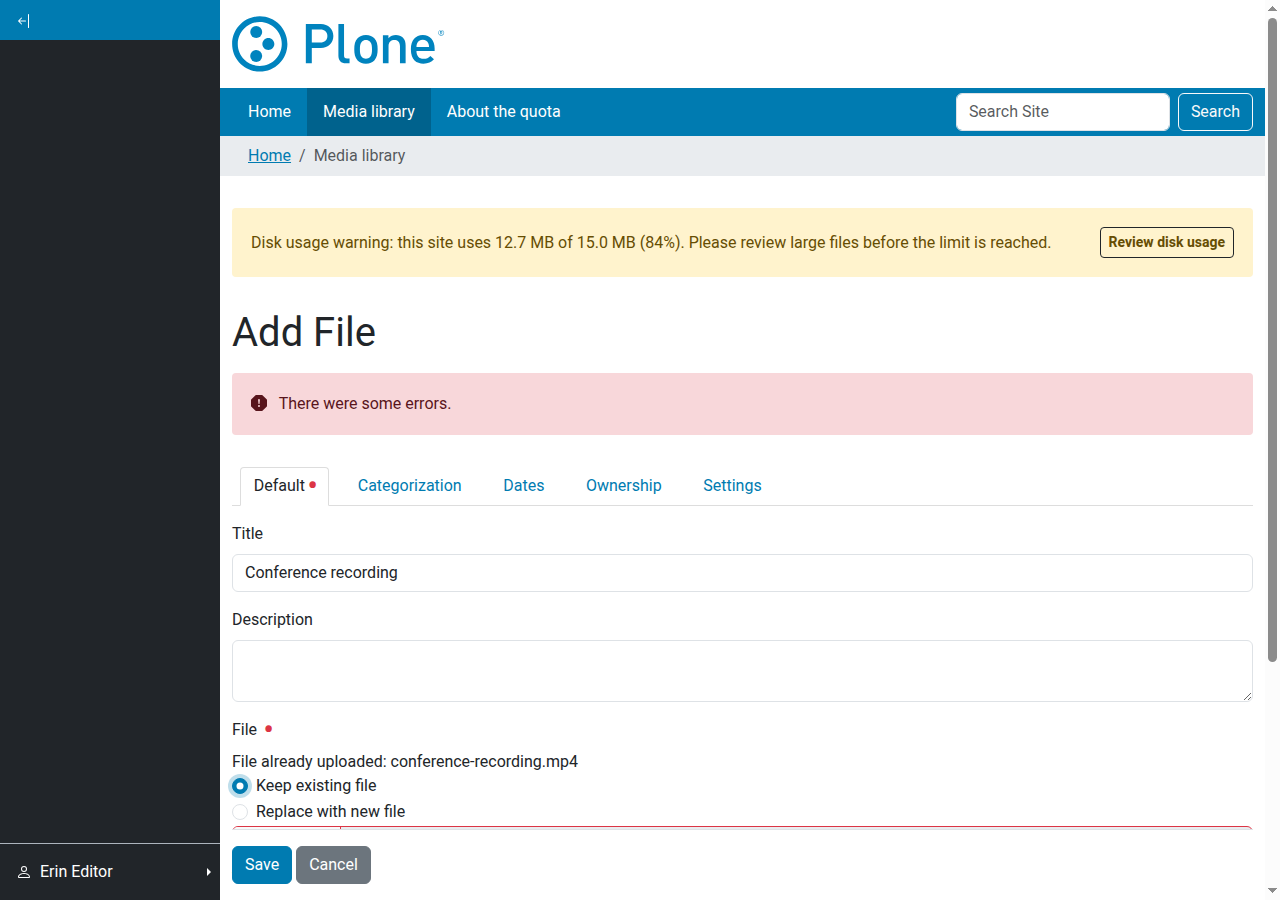 Plone®
Home Media library About the quota Search Site Search
Home / Media library
Disk usage warning: this site uses 12.7 MB of 15.0 MB (84%). Please review large files before the limit is reached. Review disk usage
Add File
There were some errors.
Default Categorization Dates Ownership Settings
Title
Conference recording
Description
File
File already uploaded: conference-recording.mp4
Keep existing file
Replace with new file
Save Cancel
Erin Editor